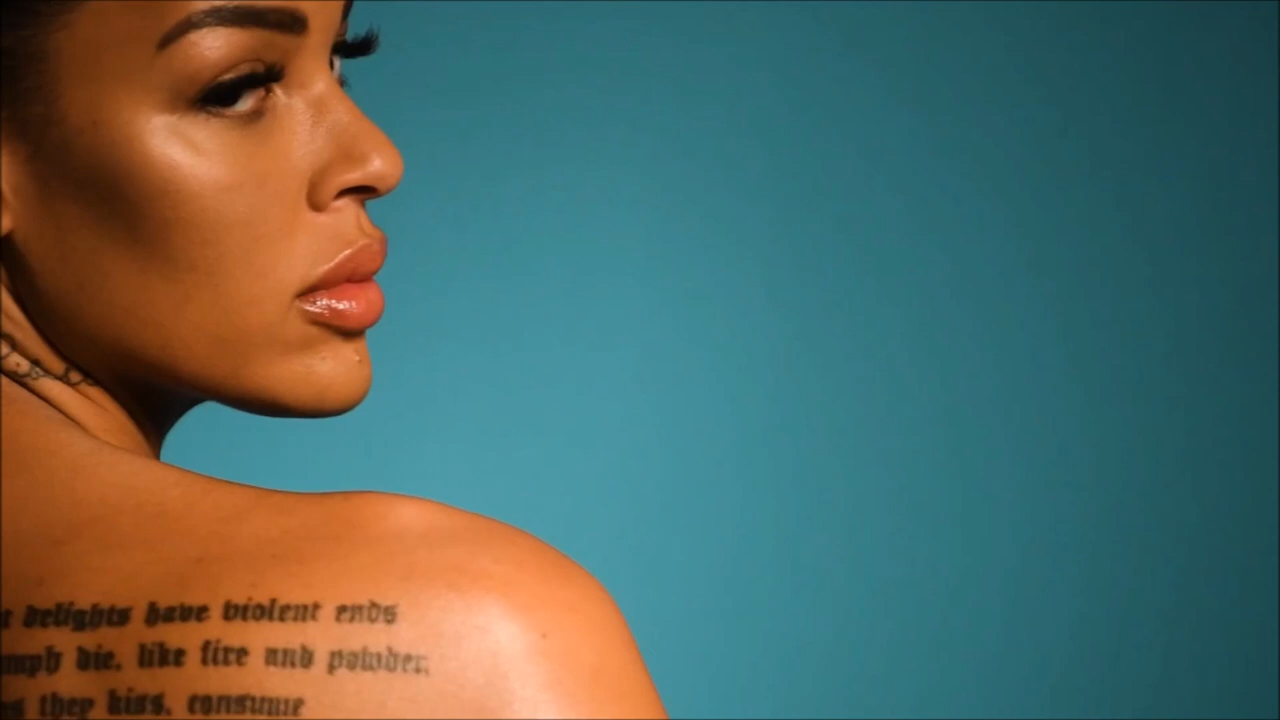 delights have violent ends
die, like fire and powder,
they kiss, consume